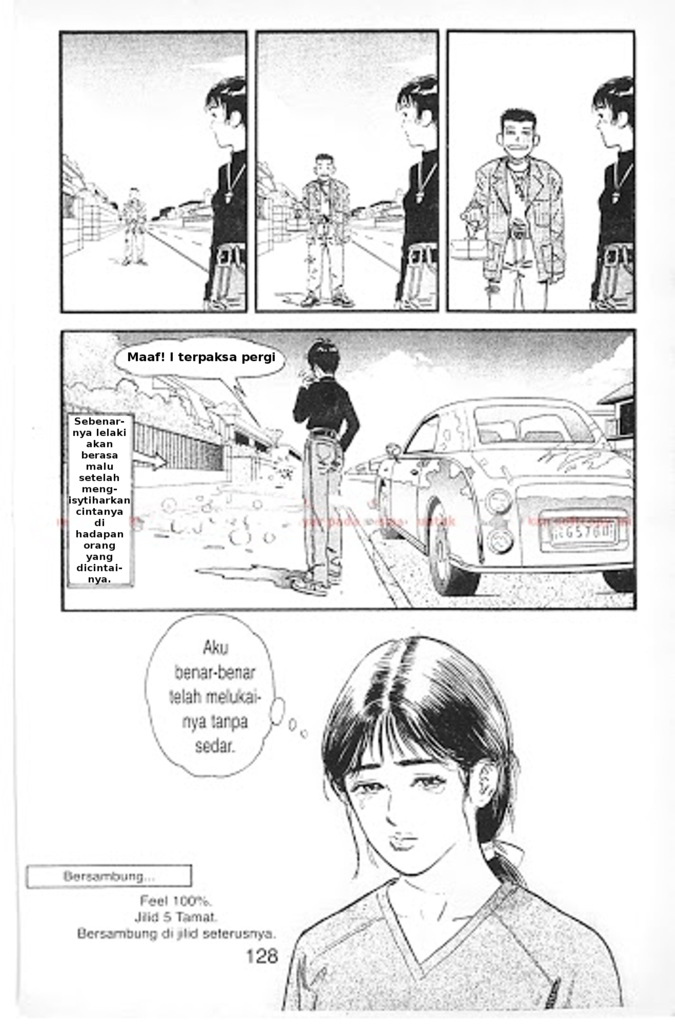 Maaf! I terpaksa pergi
Sebenar-
nya lelaki
akan
berasa
malu
setelah
meng-
isytiharkan
cintanya
di
hadapan
orang
yang
dicintai-
nya.
G5760
Aku
benar-benar
telah melukai-
nya tanpa
sedar.
Bersambung...
Feel 100%.
Jilid 5 Tamat.
Bersambung di jilid seterusnya.
128